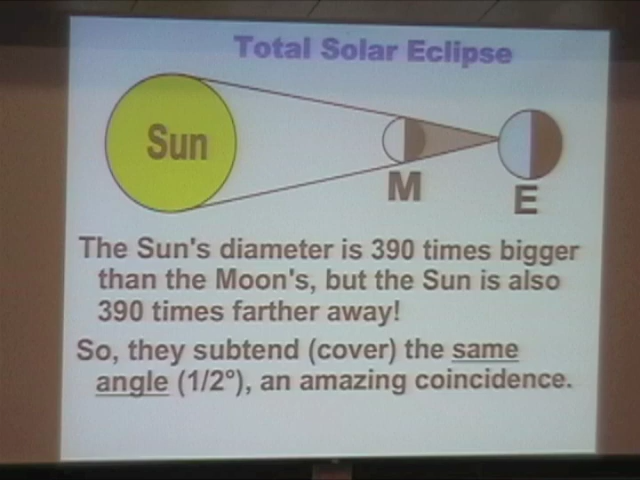 Total Solar Eclipse
Sun
M
E
The Sun's diameter is 390 times bigger
than the Moon's, but the Sun is also
390 times farther away!
So, they subtend (cover) the same
angle (1/2°), an amazing coincidence.